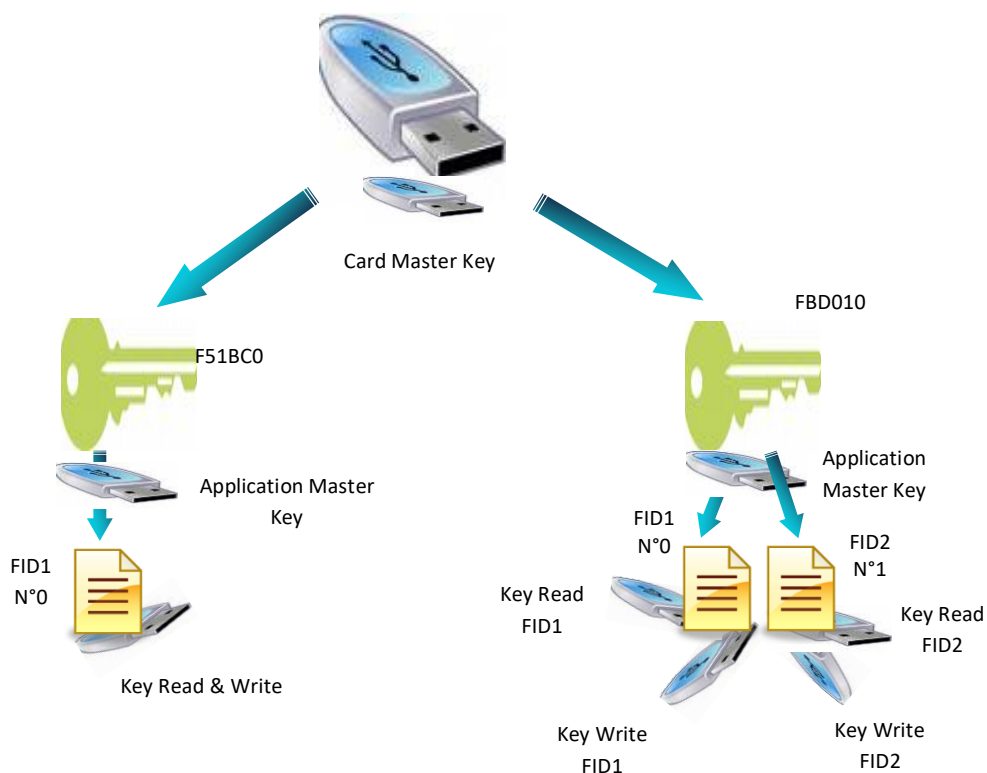 Card Master Key
FBD010
F51BC0
Application Master
Key
Application
Master Key
FID1
N°0
FID1
N°0
FID2
N°1
Key Read
FID1
Key Read
FID2
Key Read & Write
Key Write
FID1
Key Write
FID2